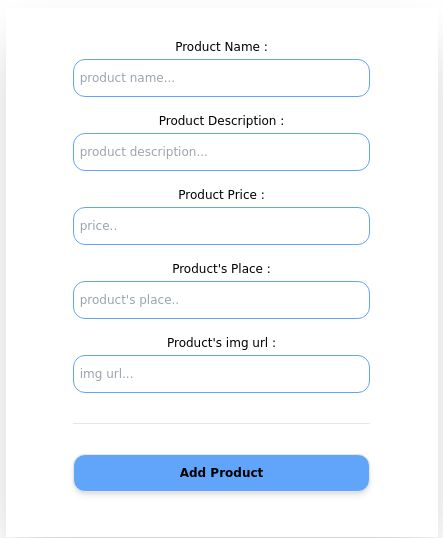 Product Name :
product name...
Product Description :
product description...
Product Price :
price..
Product's Place :
product's place..
Product's img url :
img url...
Add Product